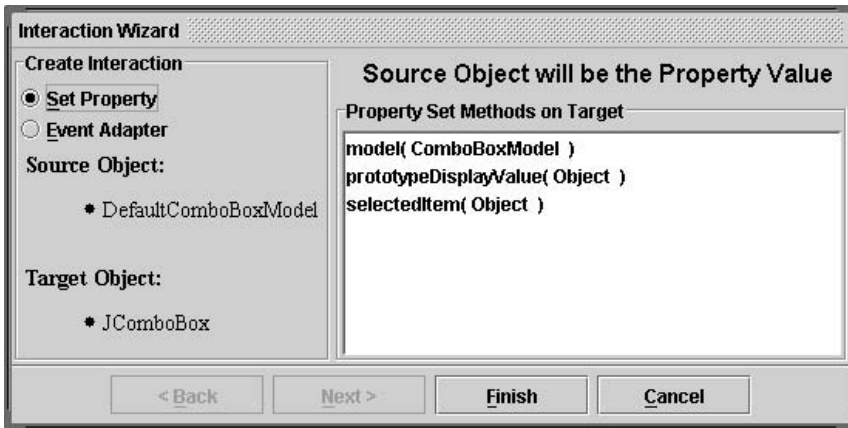 Interaction Wizard
Create Interaction
Set Property
Event Adapter
Source Object:
DefaultComboBoxModel
Target Object:
JComboBox
Source Object will be the Property Value
Property Set Methods on Target
model( ComboBoxModel )
prototypeDisplayValue( Object )
selectedItem( Object )
< Back
Next >
Finish
Cancel